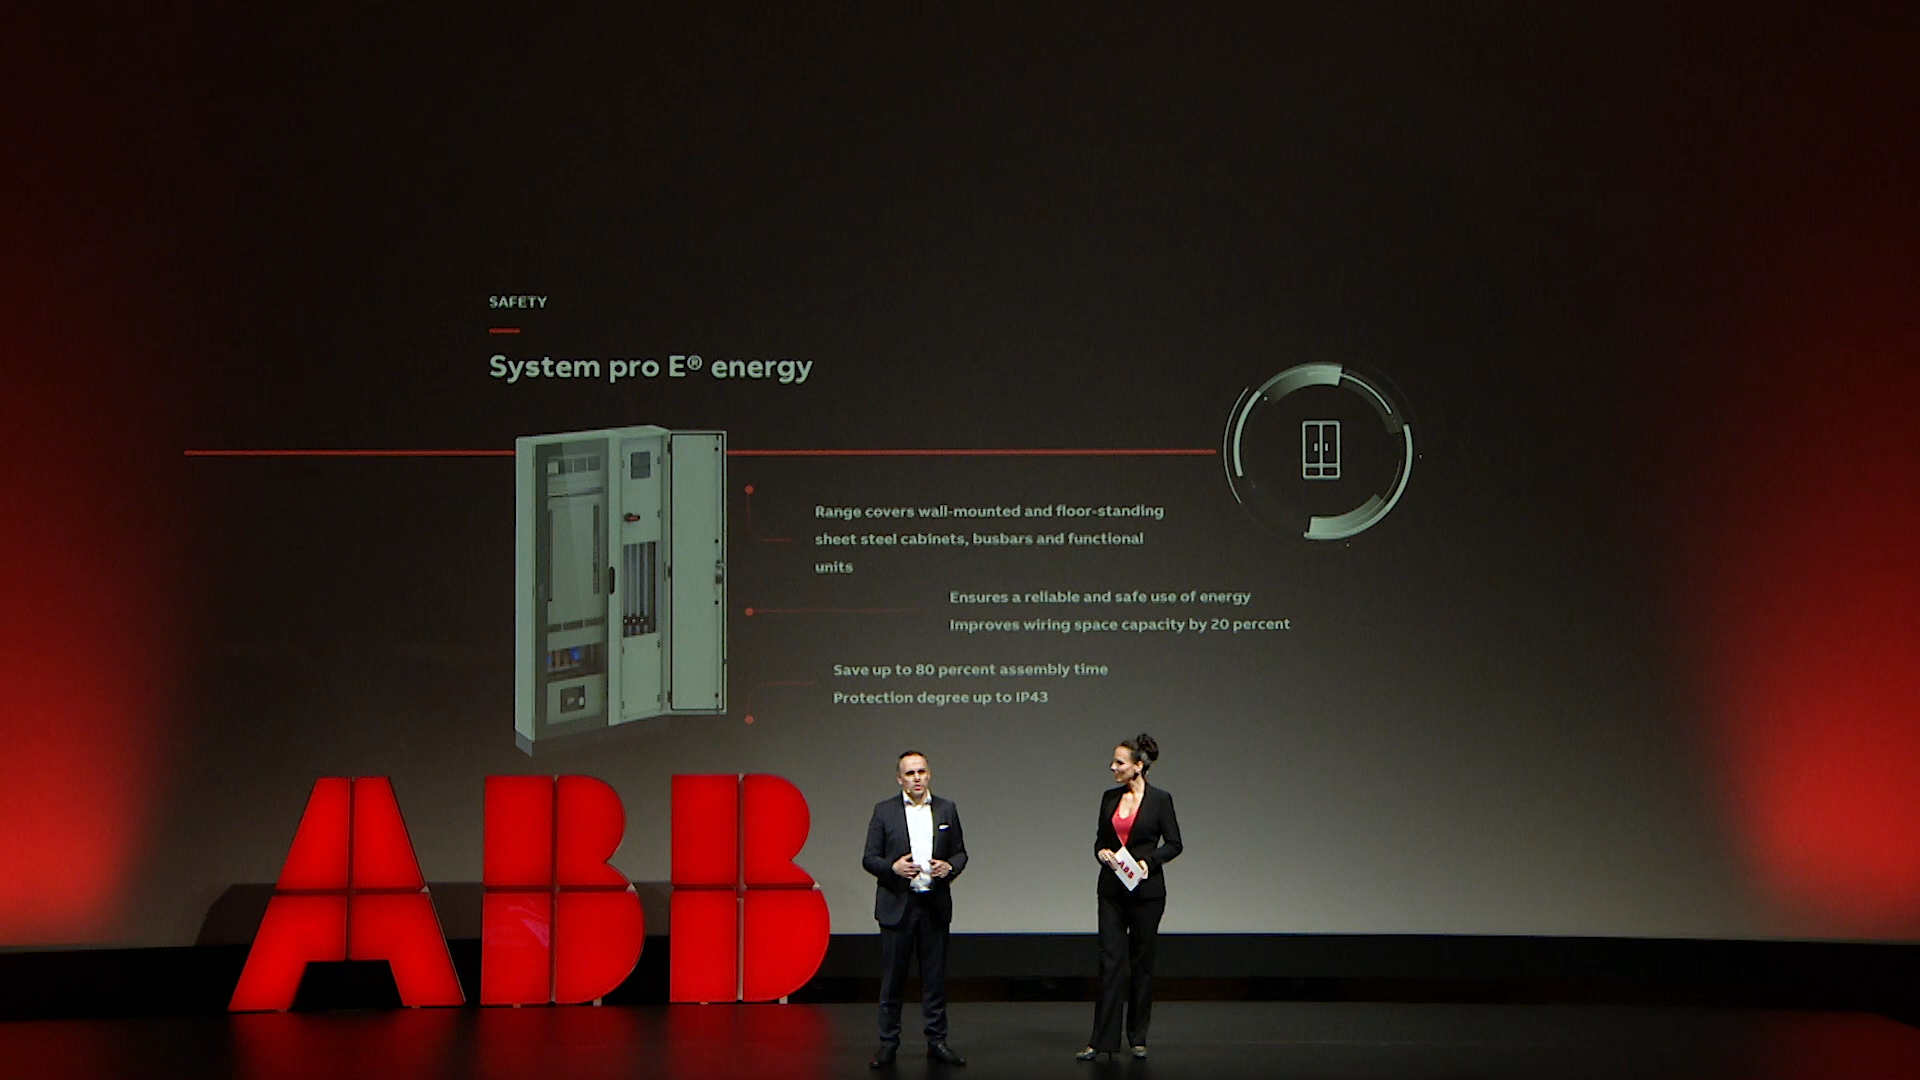 SAFETY
System pro E® energy
Range covers wall-mounted and floor-standing
sheet steel cabinets, busbars and functional
units
Ensures a reliable and safe use of energy
Improves wiring space capacity by 20 percent
Save up to 80 percent assembly time
Protection degree up to IP43
ABB
ABB